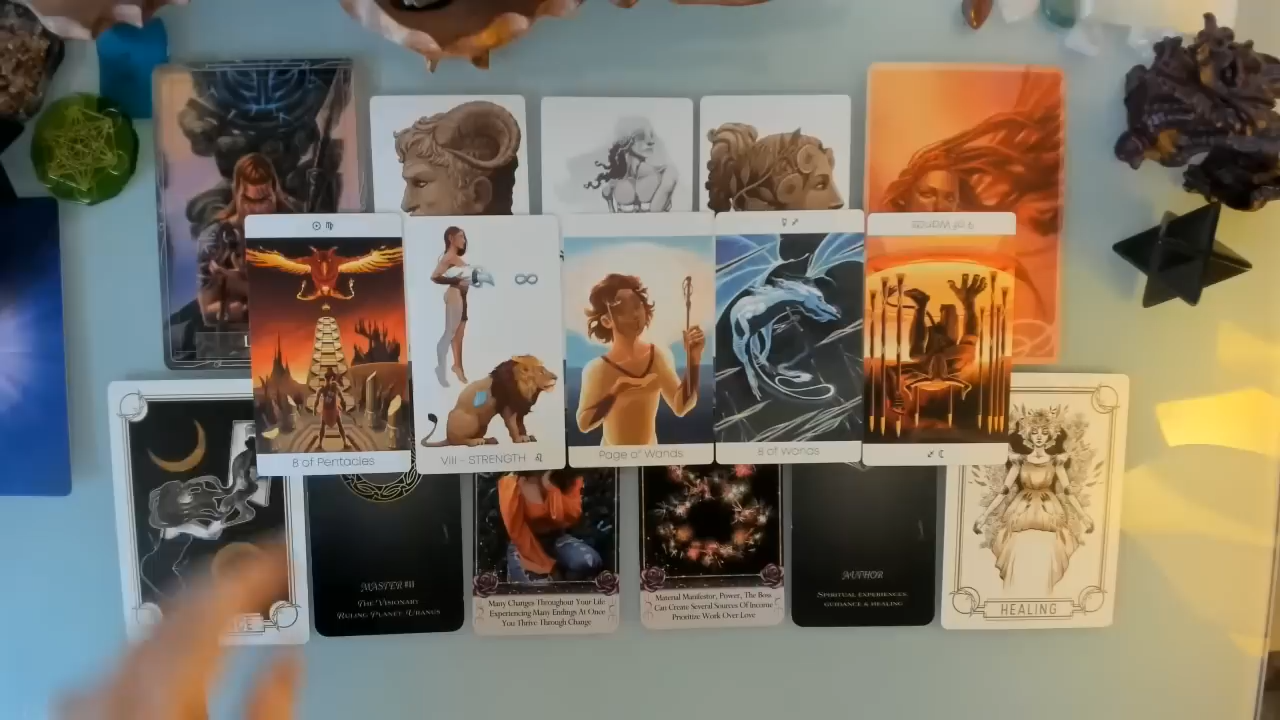 8 of Pentacles
VIII - STRENGTH
Page of Wands
8 of Wands
9 of Wands
MASTER 11
THE VISIONARY
RULING PLANET: URANUS
Many Changes Throughout Your Life
Experiencing Many Endings At Once
You Thrive Through Change
Material Manifestor, Power, The Boss
Can Create Several Sources Of Income
Prioritize Work Over Love
AUTHOR
SPIRITUAL EXPERIENCES,
GUIDANCE & HEALING
HEALING